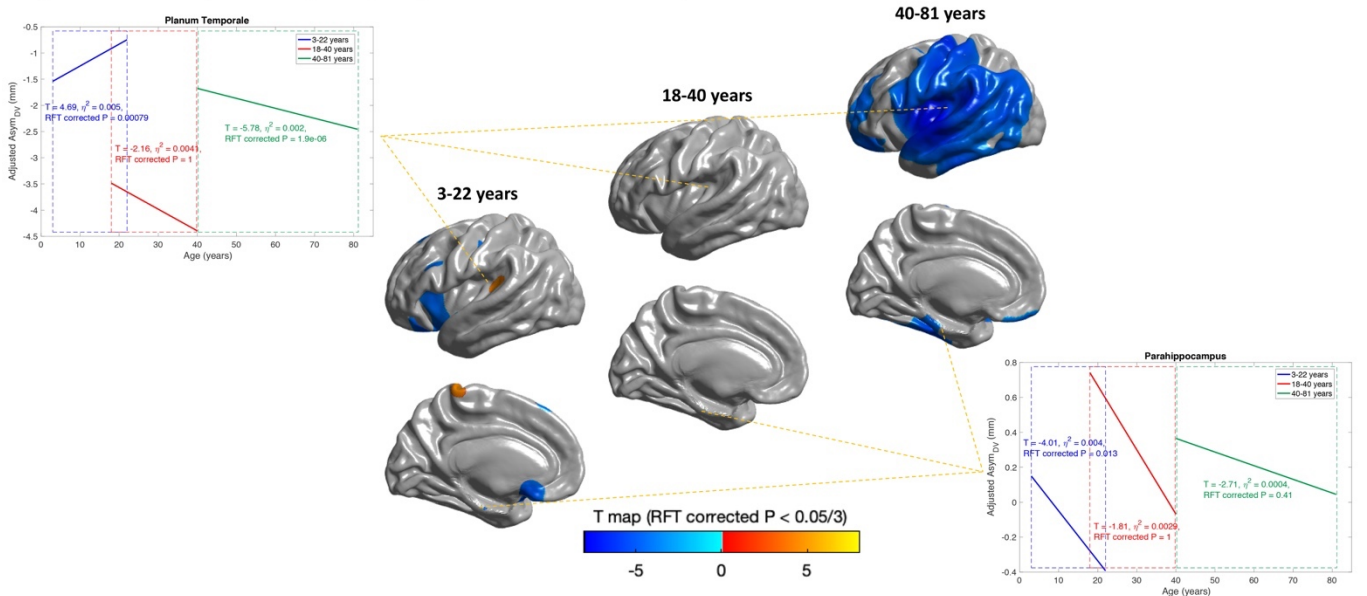 Planum Temporale
Adjusted Asym_DV (mm)
-0.5
-1
-1.5
-2
-2.5
-3
-3.5
-4
-4.5
3-22 years
18-40 years
40-81 years
T = 4.69, η² = 0.005,
RFT corrected P = 0.00079
T = -2.16, η² = 0.0041,
RFT corrected P = 1
T = -5.78, η² = 0.002,
RFT corrected P = 1.9e-06
0 10 20 30 40 50 60 70 80
Age (years)
3-22 years
18-40 years
40-81 years
T map (RFT corrected P < 0.05/3)
-5 0 5
Parahippocampus
Adjusted Asym_DV (mm)
0.8
0.6
0.4
0.2
0
-0.2
-0.4
3-22 years
18-40 years
40-81 years
T = -4.01, η² = 0.004,
RFT corrected P = 0.013
T = -1.81, η² = 0.0029,
RFT corrected P = 1
T = -2.71, η² = 0.0004,
RFT corrected P = 0.41
0 10 20 30 40 50 60 70 80
Age (years)